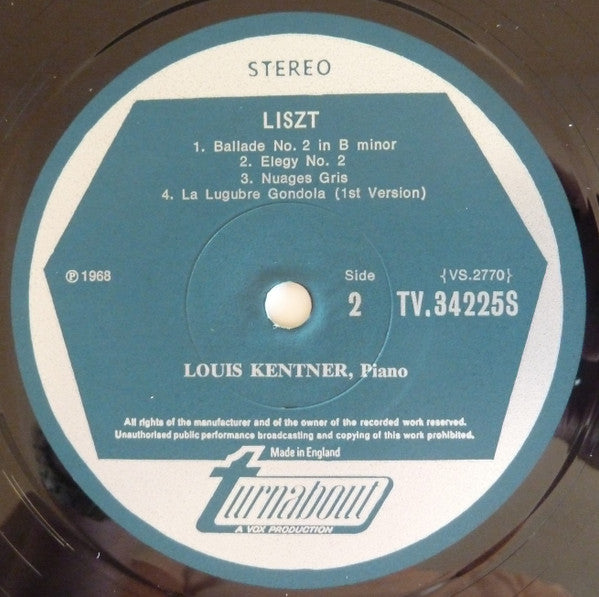 STEREO
LISZT
1. Ballade No. 2 in B minor
2. Elegy No. 2
3. Nuages Gris
4. La Lugubre Gondola (1st Version)
℗ 1968
Side
2
{VS.2770}
TV.34225S
LOUIS KENTNER, Piano
All rights of the manufacturer and of the owner of the recorded work reserved.
Unauthorised public performance broadcasting and copying of this work prohibited.
Made in England
turnabout
A VOX PRODUCTION